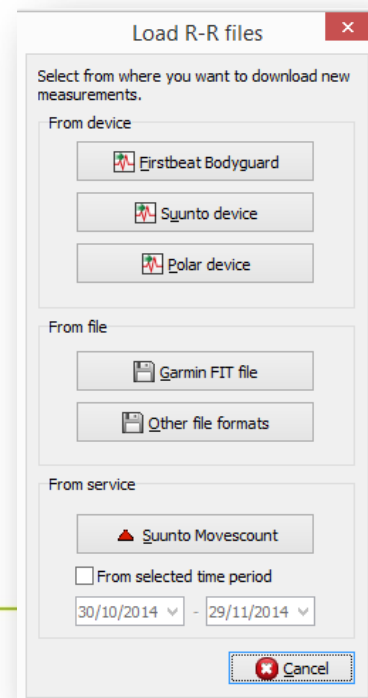 Load R-R files
Select from where you want to download new
measurements.
From device
Firstbeat Bodyguard
Suunto device
Polar device
From file
Garmin FIT file
Other file formats
From service
Suunto Movescount
From selected time period
30/10/2014 - 29/11/2014
Cancel